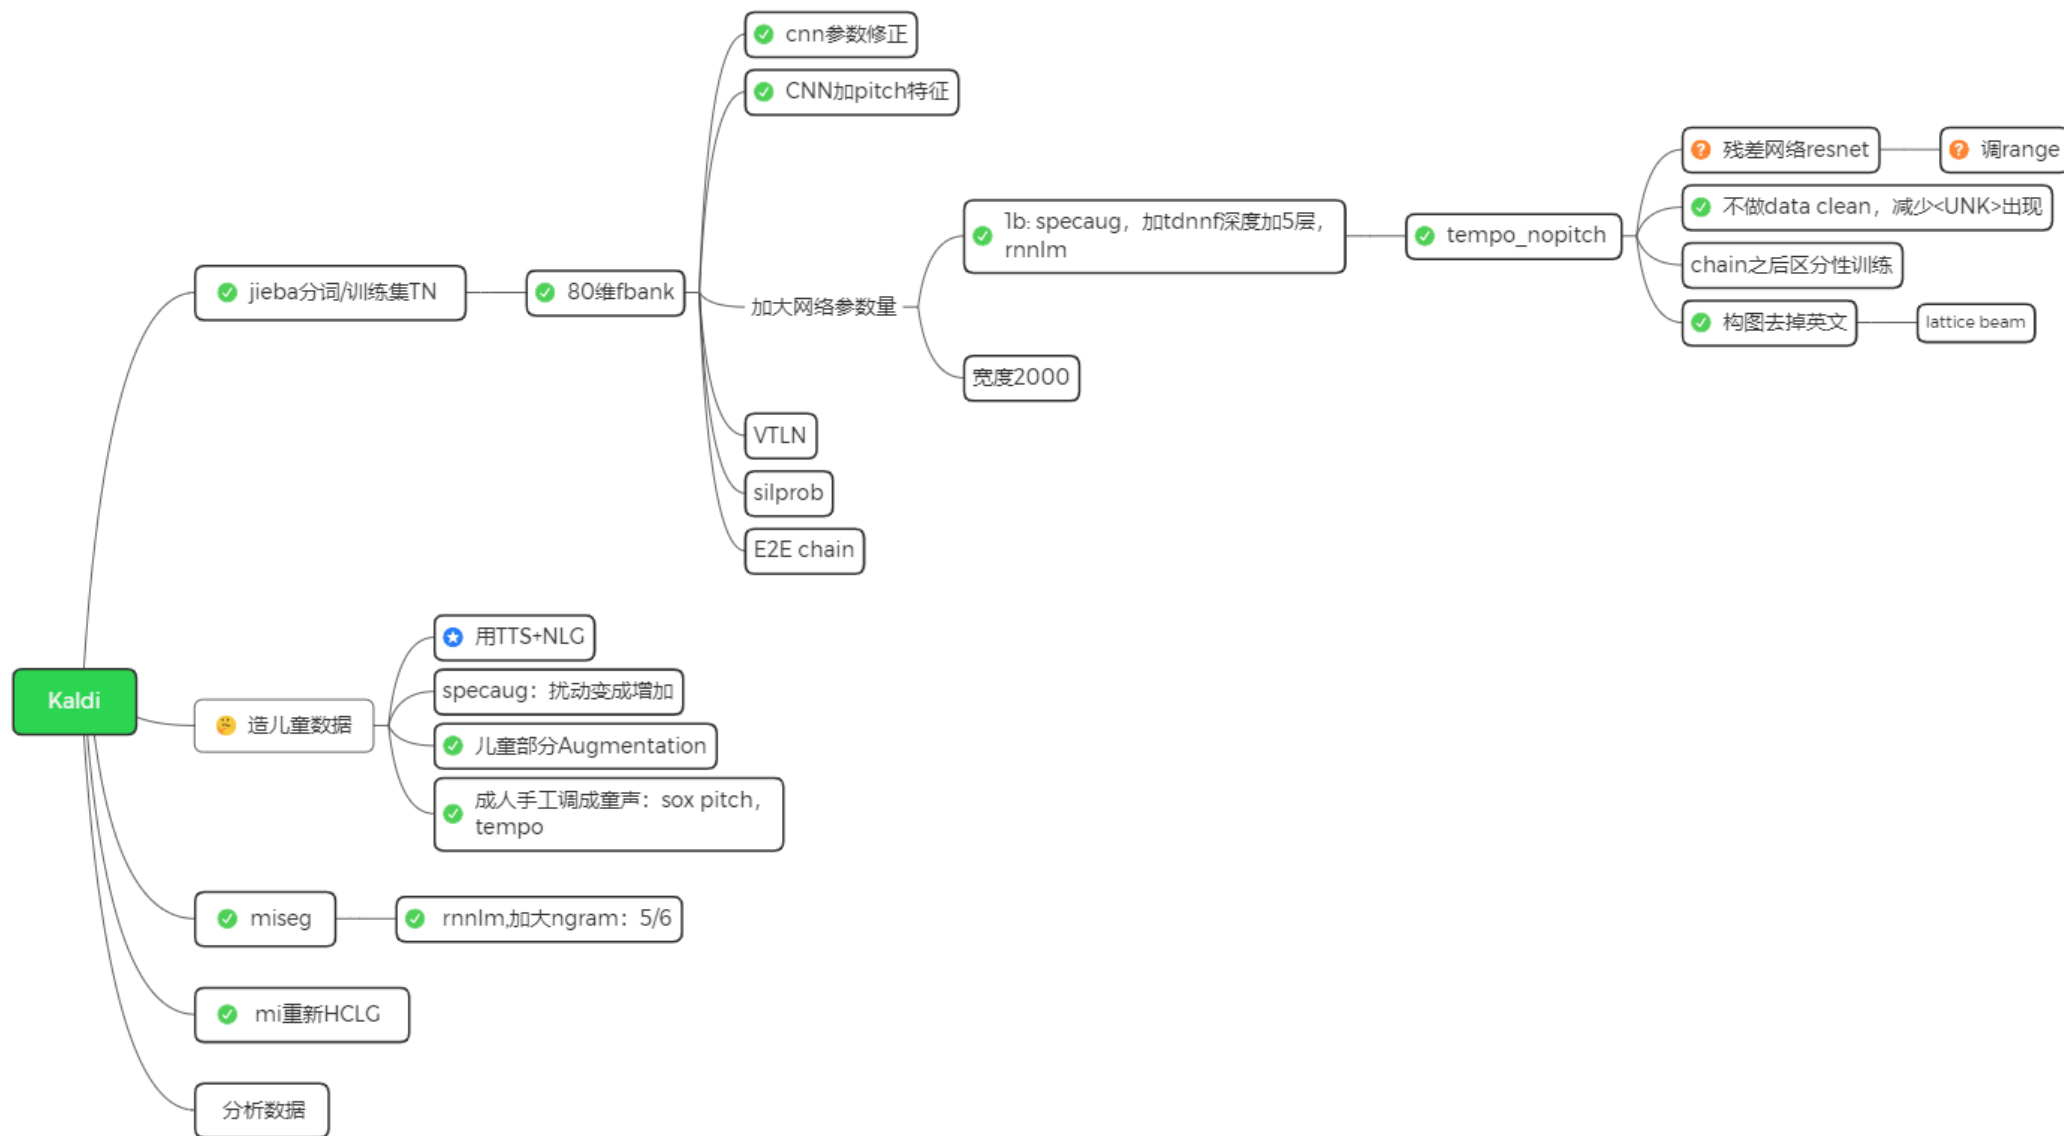 Kaldi
jieba分词/训练集TN
80维fbank
cnn参数修正
CNN加pitch特征
加大网络参数量
1b: specaug，加tdnnf深度加5层，
rnnlm
tempo_nopitch
残差网络resnet
调range
不做data clean，减少<UNK>出现
chain之后区分性训练
构图去掉英文
lattice beam
宽度2000
VTLN
silprob
E2E chain
造儿童数据
用TTS+NLG
specaug：扰动变成增加
儿童部分Augmentation
成人手工调成童声：sox pitch，
tempo
miseg
rnnlm,加大ngram：5/6
mi重新HCLG
分析数据